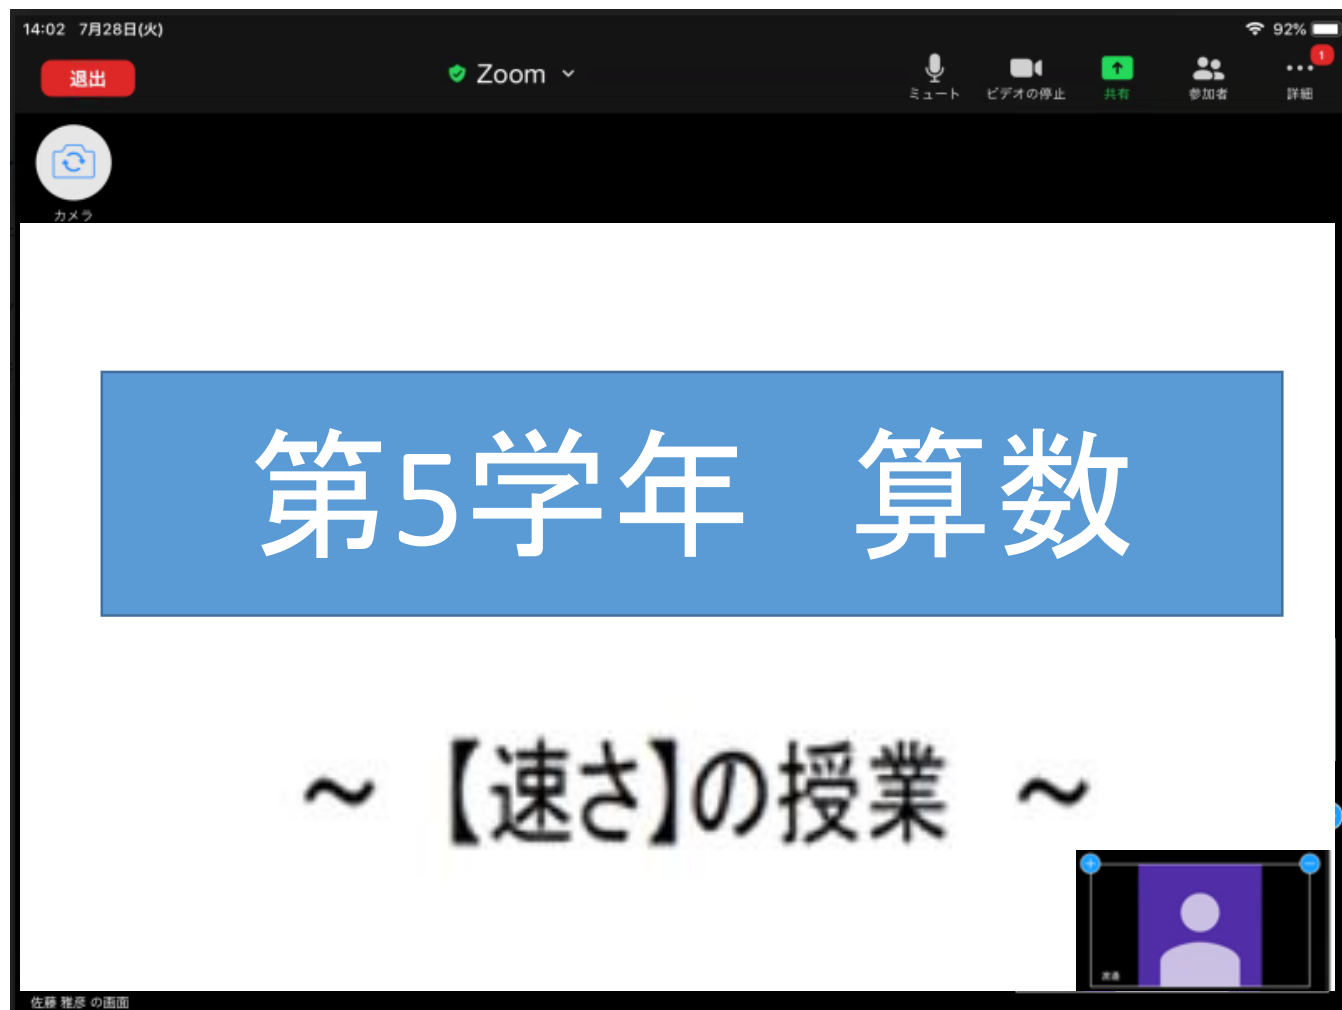 14:02 7月28日(火)
92%
退出
Zoom
ミュート
ビデオの停止
共有
参加者
1
詳細
カメラ
第5学年 算数
～【速さ】の授業 ～
佐藤 雅彦 の画面